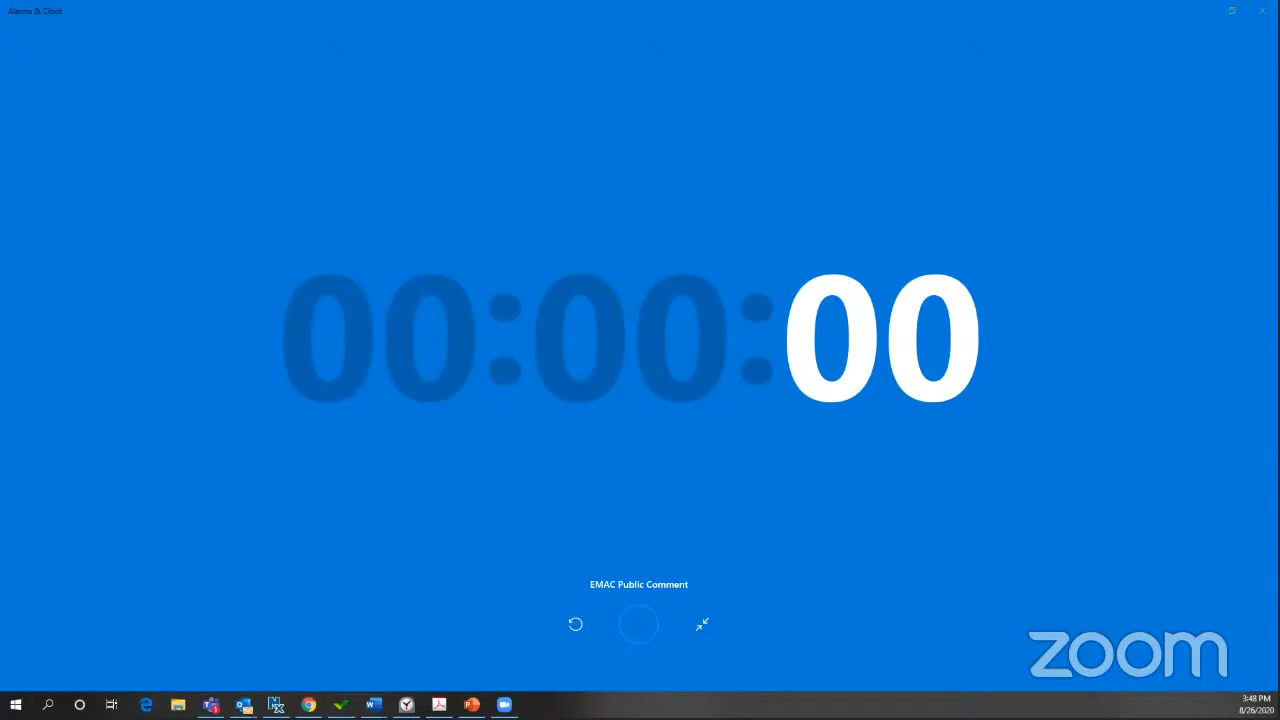 Alarms & Clock
00:00:00
EMAC Public Comment
zoom
3:48 PM
8/26/2020